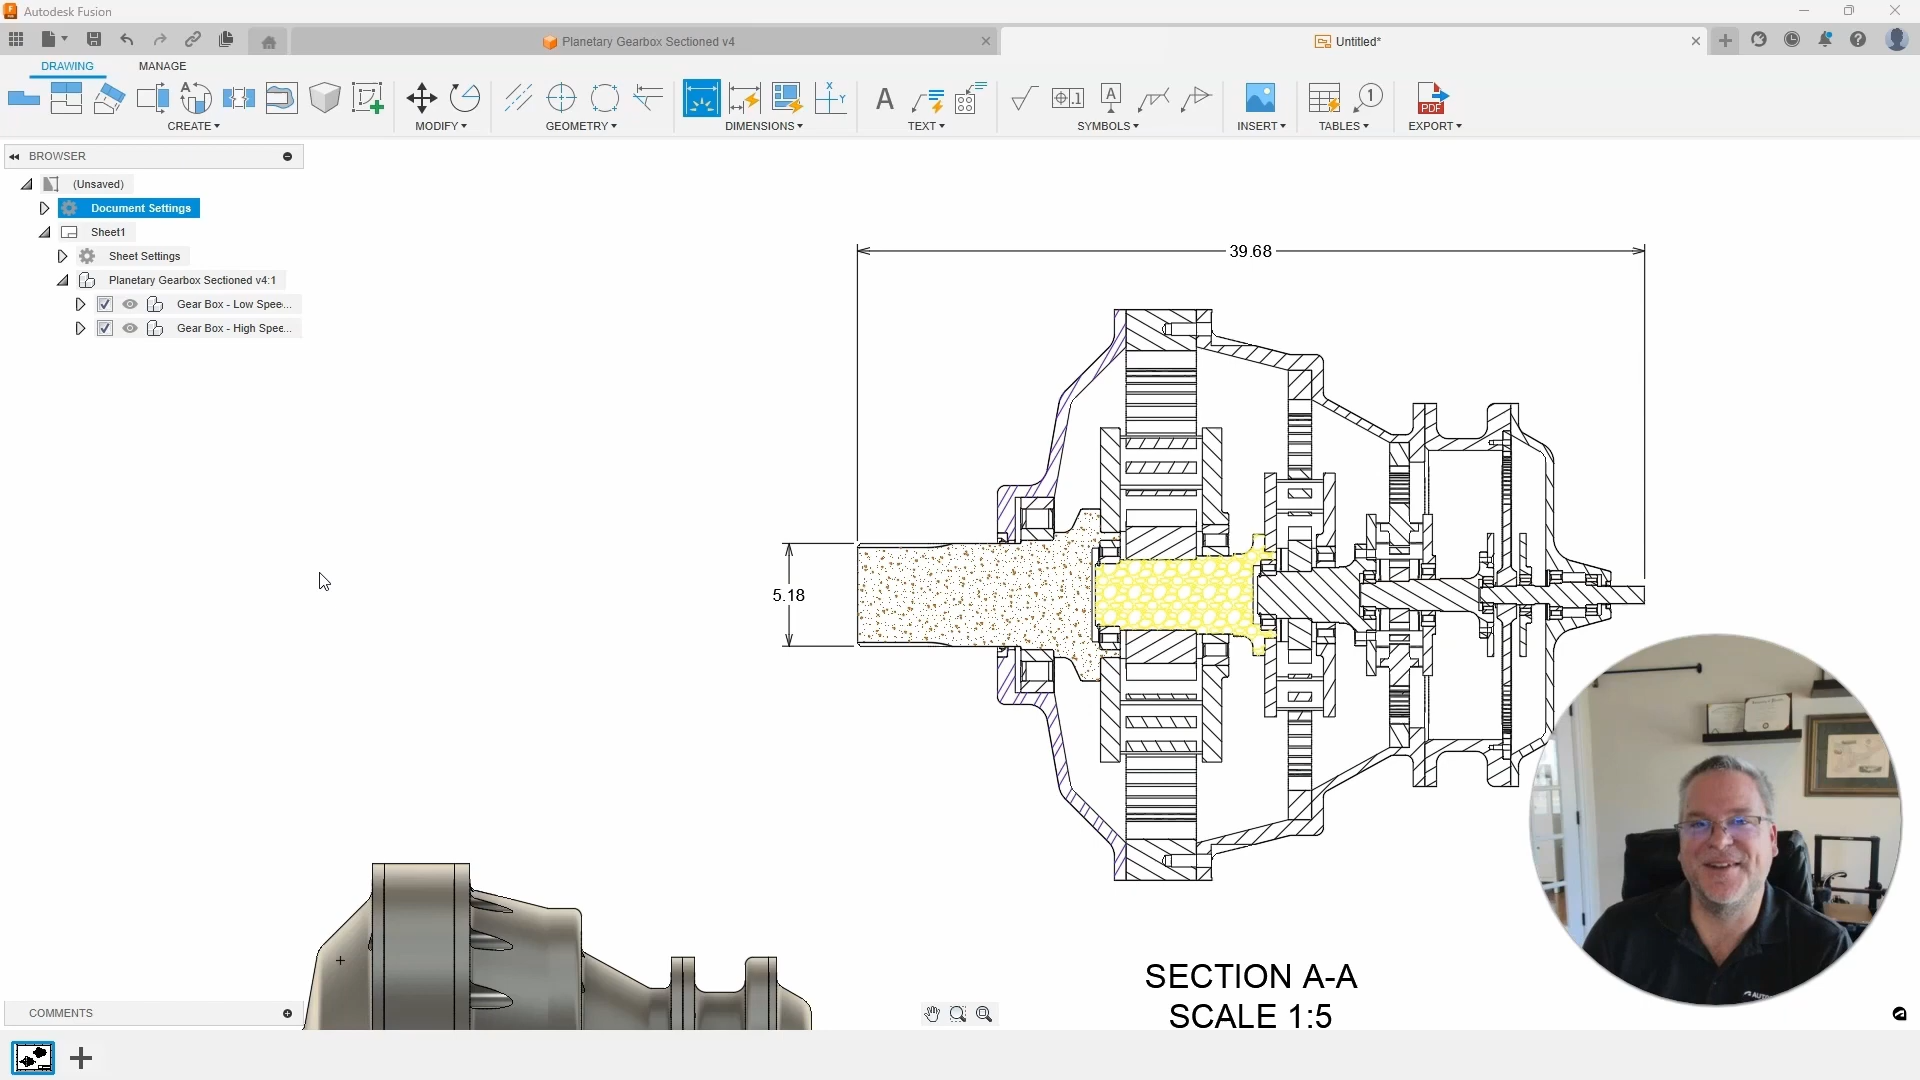 Autodesk Fusion
Planetary Gearbox Sectioned v4
Untitled*
DRAWING
MANAGE
CREATE
MODIFY
GEOMETRY
DIMENSIONS
TEXT
SYMBOLS
INSERT
TABLES
EXPORT
BROWSER
(Unsaved)
Document Settings
Sheet1
Sheet Settings
Planetary Gearbox Sectioned v4:1
Gear Box - Low Spee...
Gear Box - High Spee...
39.68
5.18
SECTION A-A
SCALE 1:5
COMMENTS